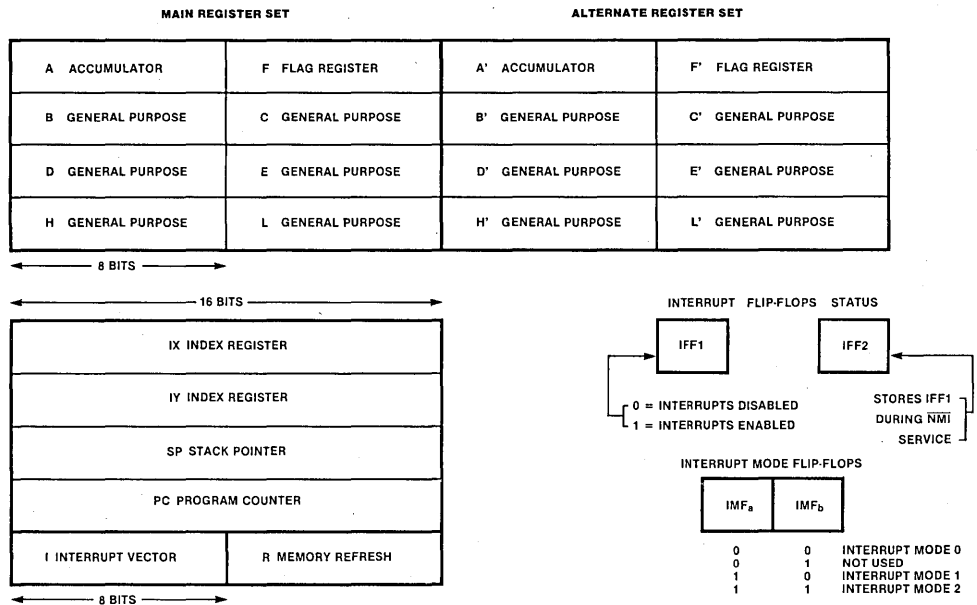 MAIN REGISTER SET ALTERNATE REGISTER SET
A ACCUMULATOR F FLAG REGISTER A' ACCUMULATOR F' FLAG REGISTER
B GENERAL PURPOSE C GENERAL PURPOSE B' GENERAL PURPOSE C' GENERAL PURPOSE
D GENERAL PURPOSE E GENERAL PURPOSE D' GENERAL PURPOSE E' GENERAL PURPOSE
H GENERAL PURPOSE L GENERAL PURPOSE H' GENERAL PURPOSE L' GENERAL PURPOSE
8 BITS
16 BITS
IX INDEX REGISTER
IY INDEX REGISTER
SP STACK POINTER
PC PROGRAM COUNTER
I INTERRUPT VECTOR R MEMORY REFRESH
8 BITS
INTERRUPT FLIP-FLOPS STATUS
IFF1 IFF2
0 = INTERRUPTS DISABLED
1 = INTERRUPTS ENABLED
STORES IFF1
DURING N̅M̅I̅
SERVICE
INTERRUPT MODE FLIP-FLOPS
IMFa IMFb
0 0 INTERRUPT MODE 0
0 1 NOT USED
1 0 INTERRUPT MODE 1
1 1 INTERRUPT MODE 2